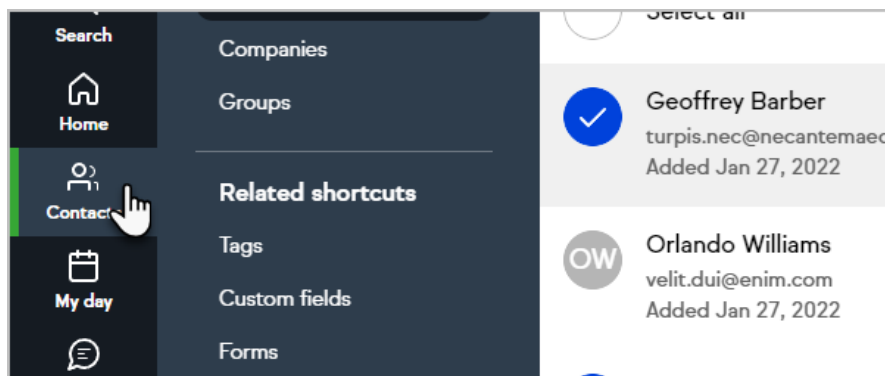 Search
Home
Contact
My day
Companies
Groups
Related shortcuts
Tags
Custom fields
Forms
Select all
Geoffrey Barber
turpis.nec@necantemaec
Added Jan 27, 2022
OW
Orlando Williams
velit.dui@enim.com
Added Jan 27, 2022